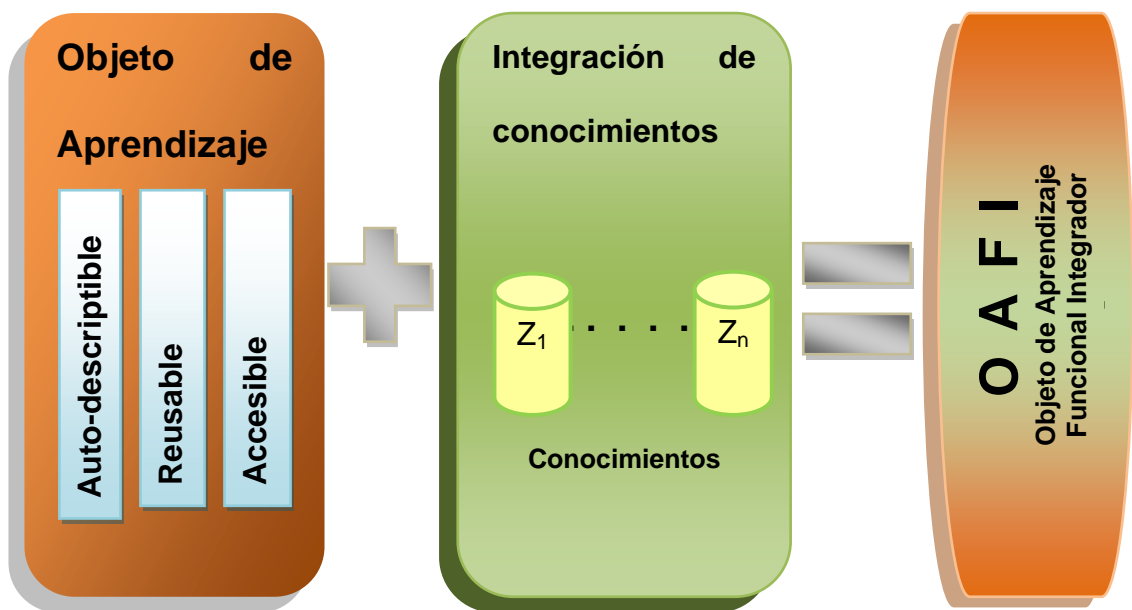 Objeto de
Aprendizaje
Auto-descriptible
Reusable
Accesible
Integración de
conocimientos
Z1 . . . . . Zn
Conocimientos
O A F I
Objeto de Aprendizaje
Funcional Integrador